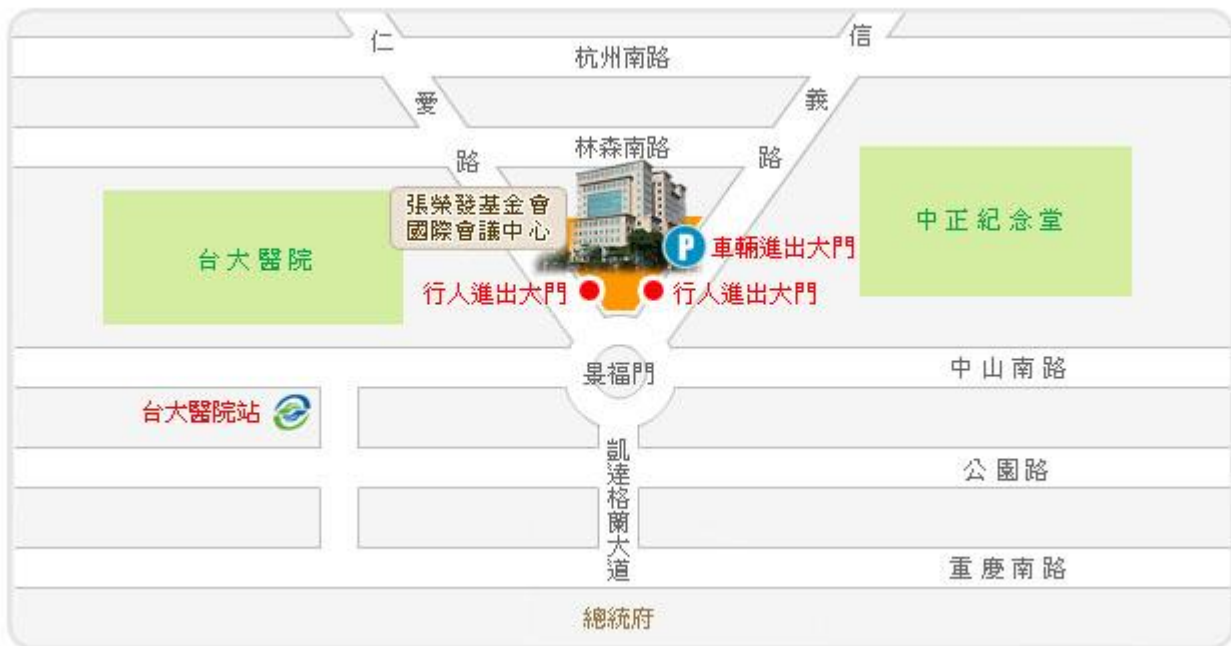 仁愛路
信義路
杭州南路
林森南路
張榮發基金會
國際會議中心
台大醫院
中正紀念堂
P
車輛進出大門
行人進出大門
行人進出大門
景福門
中山南路
台大醫院站
凱達格蘭大道
公園路
重慶南路
總統府